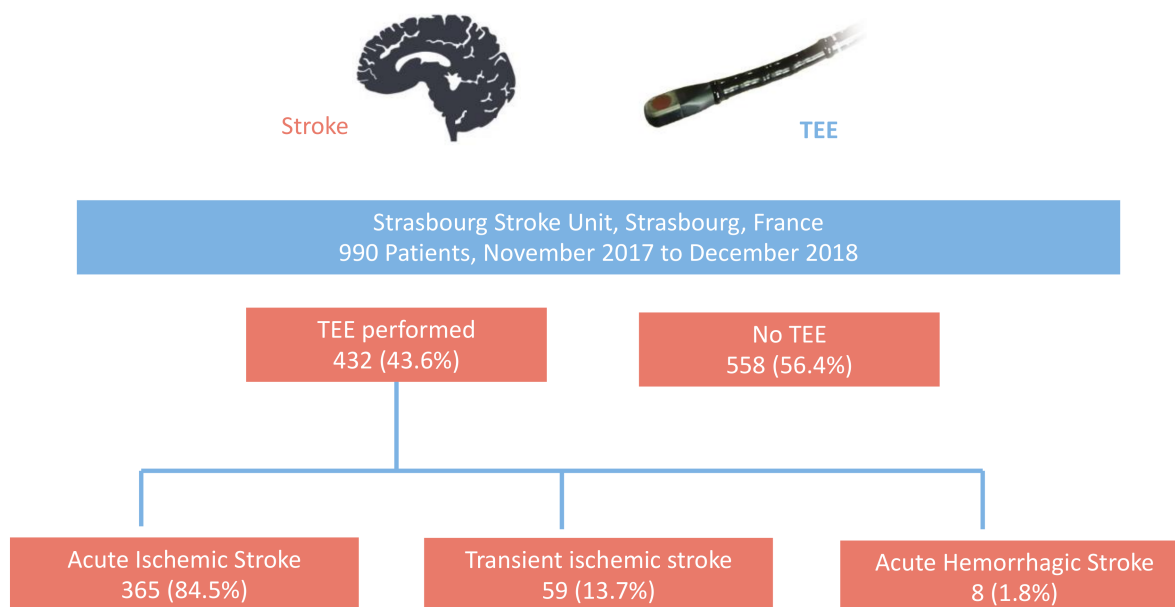 Stroke
TEE
Strasbourg Stroke Unit, Strasbourg, France
990 Patients, November 2017 to December 2018
TEE performed
432 (43.6%)
No TEE
558 (56.4%)
Acute Ischemic Stroke
365 (84.5%)
Transient ischemic stroke
59 (13.7%)
Acute Hemorrhagic Stroke
8 (1.8%)